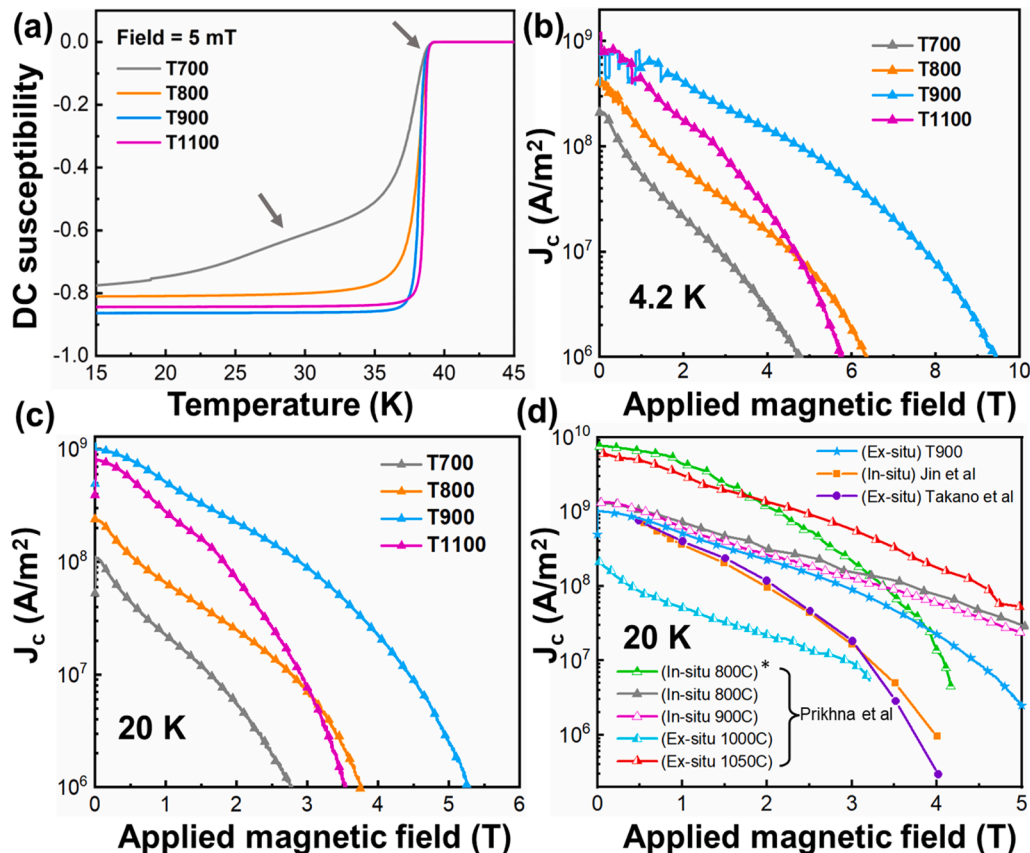 (a)
Field = 5 mT
T700
T800
T900
T1100
0.0
-0.2
-0.4
-0.6
-0.8
-1.0
DC susceptibility
15 20 25 30 35 40 45
Temperature (K)
(b)
T700
T800
T900
T1100
10^9
10^8
10^7
10^6
J_c (A/m^2)
4.2 K
0 2 4 6 8 10
Applied magnetic field (T)
(c)
T700
T800
T900
T1100
10^9
10^8
10^7
10^6
J_c (A/m^2)
20 K
0 1 2 3 4 5 6
Applied magnetic field (T)
(d)
(Ex-situ) T900
(In-situ) Jin et al
(Ex-situ) Takano et al
10^10
10^9
10^8
10^7
10^6
J_c (A/m^2)
20 K
(In-situ 800C)*
(In-situ 800C)
(In-situ 900C)
(Ex-situ 1000C)
(Ex-situ 1050C)
Prikhna et al
0 1 2 3 4 5
Applied magnetic field (T)